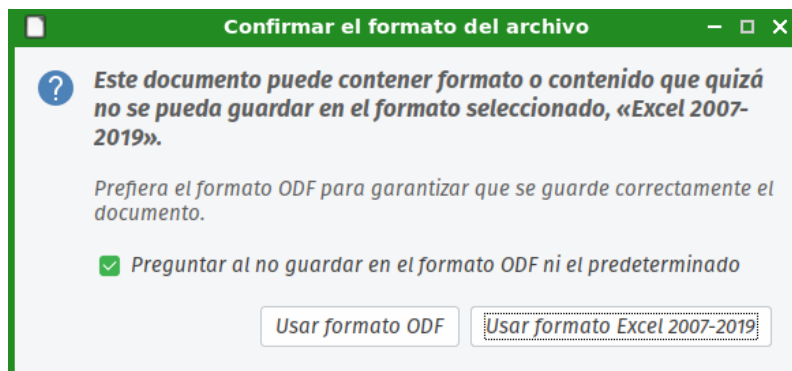 Confirmar el formato del archivo
Este documento puede contener formato o contenido que quizá
no se pueda guardar en el formato seleccionado, «Excel 2007-
2019».
Prefiera el formato ODF para garantizar que se guarde correctamente el
documento.
Preguntar al no guardar en el formato ODF ni el predeterminado
Usar formato ODF
Usar formato Excel 2007-2019